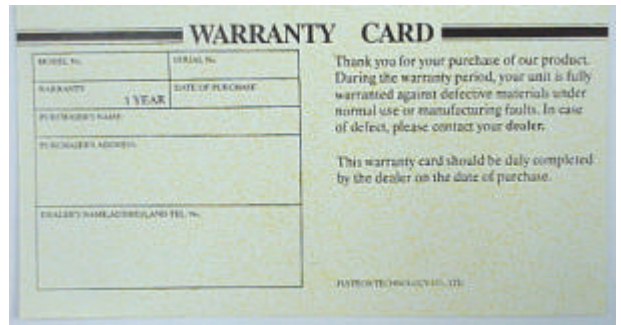 WARRANTY CARD
MODEL No.
SERIAL No.
WARRANTY
1 YEAR
DATE OF PURCHASE
PURCHASER'S NAME
PURCHASER'S ADDRESS
DEALER'S NAME,ADDRESS,AND TEL. No.
Thank you for your purchase of our product.
During the warranty period, your unit is fully
warranted against defective materials under
normal use or manufacturing faults. In case
of defect, please contact your dealer.
This warranty card should be duly completed
by the dealer on the date of purchase.
TECHNOLOGY CO., LTD